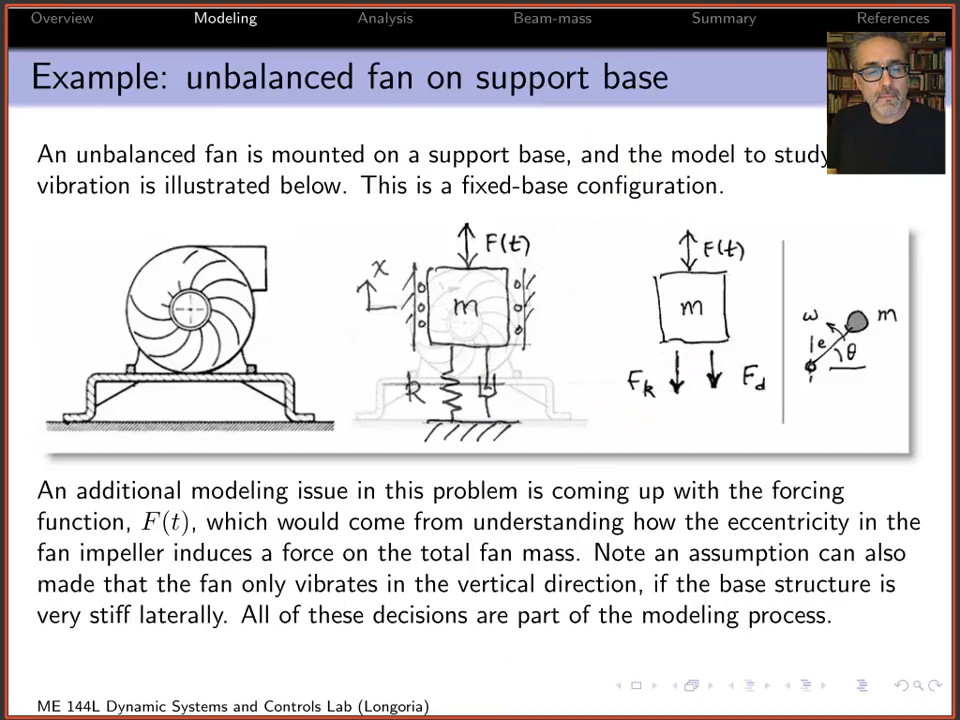 Overview Modeling Analysis Beam-mass Summary References
Example: unbalanced fan on support base
An unbalanced fan is mounted on a support base, and the model to study
vibration is illustrated below. This is a fixed-base configuration.
F(t) F(t)
x
m m ω m
e θ
k F_k F_d
An additional modeling issue in this problem is coming up with the forcing
function, F(t), which would come from understanding how the eccentricity in the
fan impeller induces a force on the total fan mass. Note an assumption can also
made that the fan only vibrates in the vertical direction, if the base structure is
very stiff laterally. All of these decisions are part of the modeling process.
ME 144L Dynamic Systems and Controls Lab (Longoria)